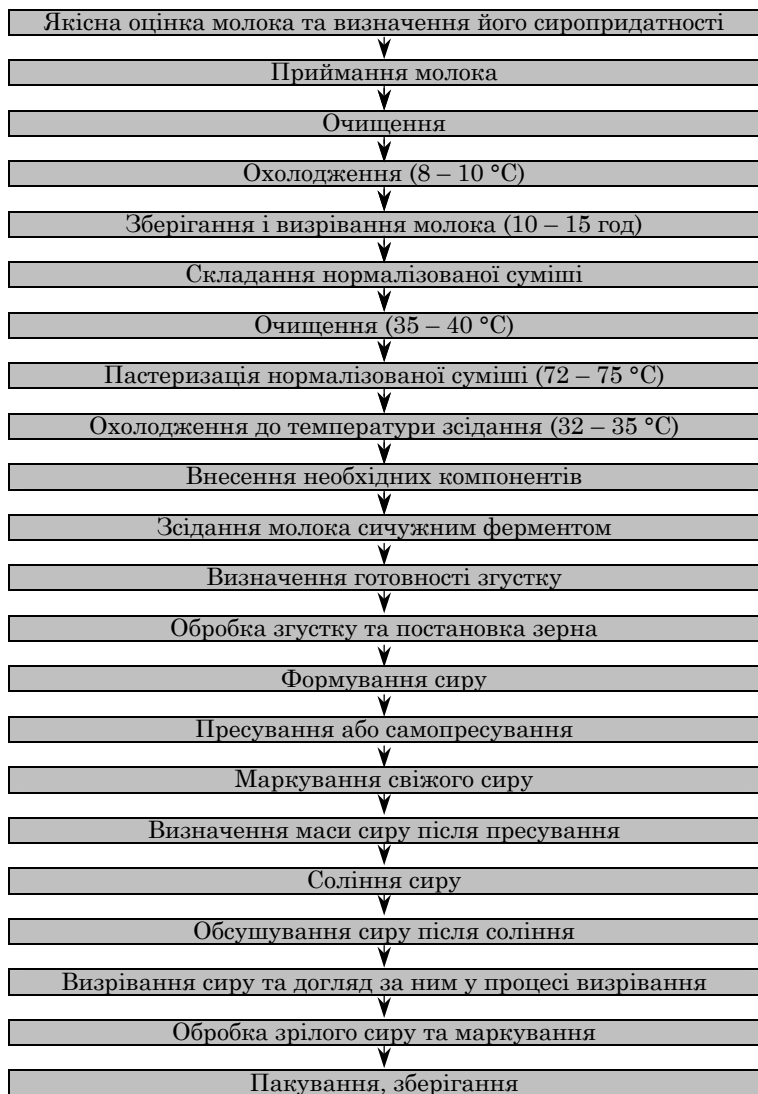 Якісна оцінка молока та визначення його сиропридатності
Приймання молока
Очищення
Охолодження (8 – 10 °C)
Зберігання і визрівання молока (10 – 15 год)
Складання нормалізованої суміші
Очищення (35 – 40 °C)
Пастеризація нормалізованої суміші (72 – 75 °C)
Охолодження до температури зсідання (32 – 35 °C)
Внесення необхідних компонентів
Зсідання молока сичужним ферментом
Визначення готовності згустку
Обробка згустку та постановка зерна
Формування сиру
Пресування або самопресування
Маркування свіжого сиру
Визначення маси сиру після пресування
Соління сиру
Обсушування сиру після соління
Визрівання сиру та догляд за ним у процесі визрівання
Обробка зрілого сиру та маркування
Пакування, зберігання